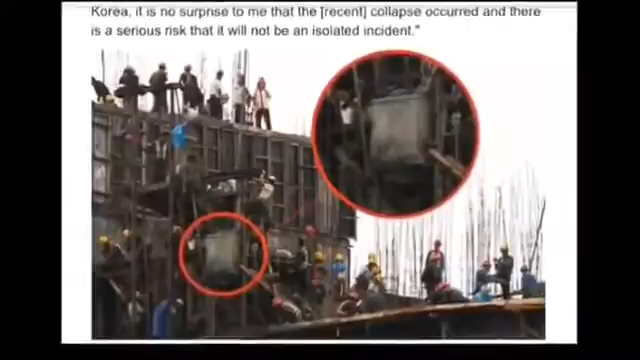 Korea, it is no surprise to me that the [recent] collapse occurred and there
is a serious risk that it will not be an isolated incident."